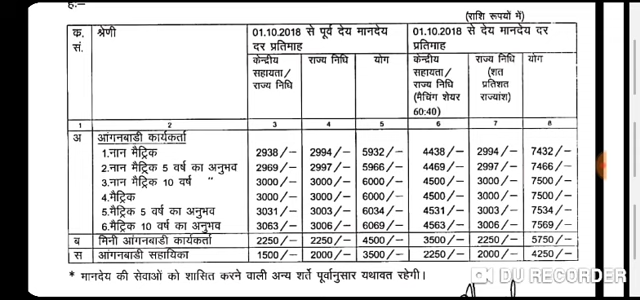 है:—
(राशि रूपयों में)
क. सं. श्रेणी 01.10.2018 से पूर्व देय मानदेय दर प्रतिमाह 01.10.2018 से देय मानदेय दर प्रतिमाह
केन्द्रीय सहायता/ राज्य निधि राज्य निधि योग केन्द्रीय सहायता/ राज्य निधि (मैचिंग शेयर 60:40) राज्य निधि (शत प्रतिशत राज्यांश) योग
1 2 3 4 5 6 7 8
अ आंगनबाडी कार्यकर्ता
1.नान मैट्रिक 2938/— 2994/— 5932/— 4438/— 2994/— 7432/—
2.नान मैट्रिक 5 वर्ष का अनुभव 2969/— 2997/— 5966/— 4469/— 2997/— 7466/—
3.नान मैट्रिक 10 वर्ष " 3000/— 3000/— 6000/— 4500/— 3000/— 7500/—
4.मैट्रिक 3000/— 3000/— 6000/— 4500/— 3000/— 7500/—
5.मैट्रिक 5 वर्ष का अनुभव 3031/— 3003/— 6034/— 4531/— 3003/— 7534/—
6.मैट्रिक 10 वर्ष का अनुभव 3063/— 3006/— 6069/— 4563/— 3006/— 7569/—
ब मिनी आंगनबाडी कार्यकर्ता 2250/— 2250/— 4500/— 3500/— 2250/— 5750/—
स आंगनबाडी सहायिका 1500/— 2000/— 3500/— 2250/— 2000/— 4250/—
* मानदेय की सेवाओं को शासित करने वाली अन्य शर्ते पूर्वानुसार यथावत रहेगी।
DU RECORDER